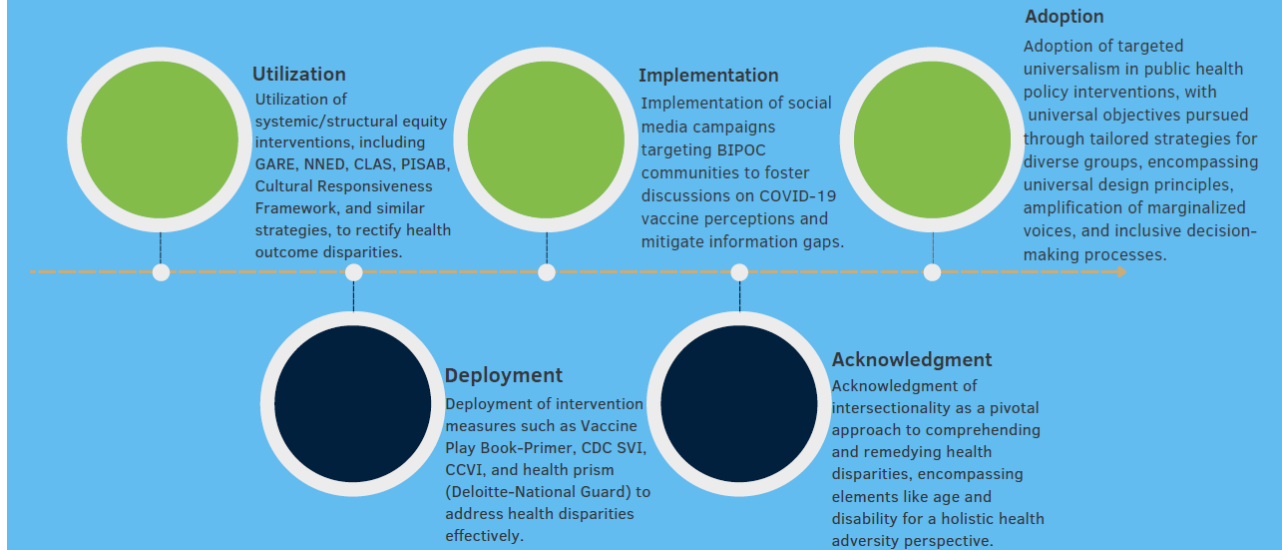 Utilization
Utilization of
systemic/structural equity
interventions, including
GARE, NNED, CLAS, PISAB,
Cultural Responsiveness
Framework, and similar
strategies, to rectify health
outcome disparities.
Deployment
Deployment of intervention
measures such as Vaccine
Play Book-Primer, CDC SVI,
CCVI, and health prism
(Deloitte-National Guard) to
address health disparities
effectively.
Implementation
Implementation of social
media campaigns
targeting BIPOC
communities to foster
discussions on COVID-19
vaccine perceptions and
mitigate information gaps.
Acknowledgment
Acknowledgment of
intersectionality as a pivotal
approach to comprehending
and remedying health
disparities, encompassing
elements like age and
disability for a holistic health
adversity perspective.
Adoption
Adoption of targeted
universalism in public health
policy interventions, with
universal objectives pursued
through tailored strategies for
diverse groups, encompassing
universal design principles,
amplification of marginalized
voices, and inclusive decision-
making processes.